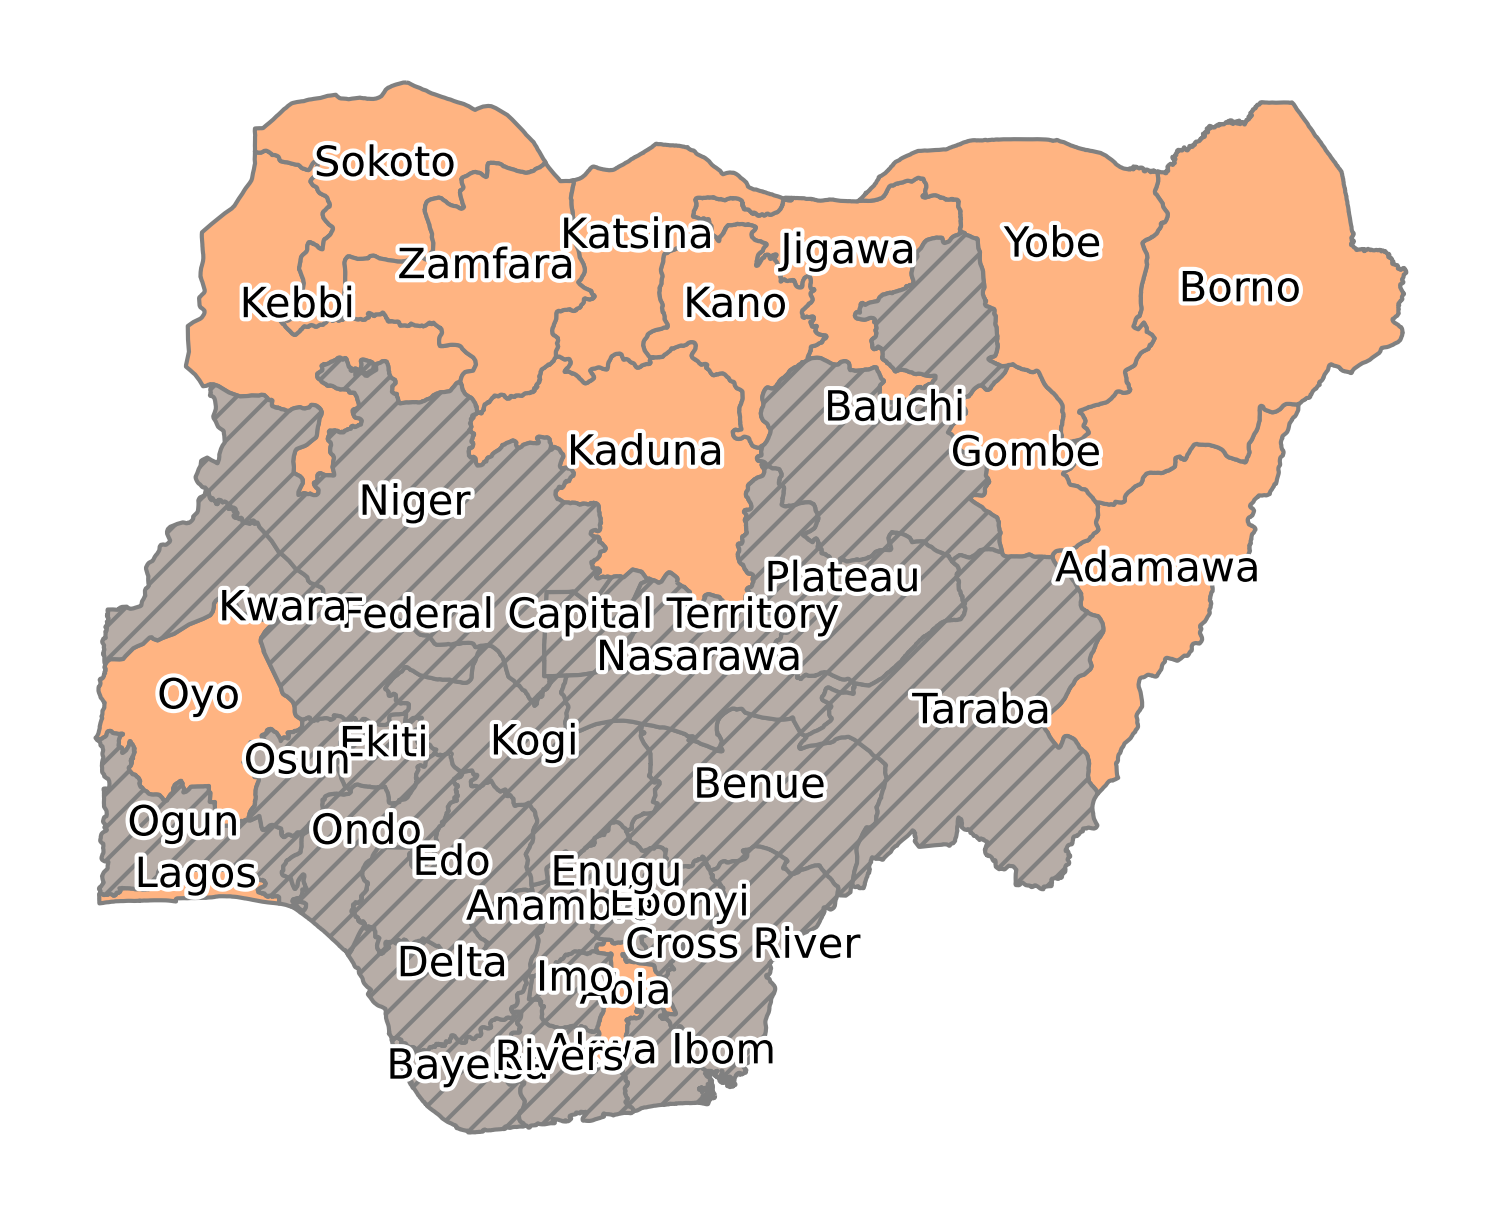 Sokoto
Katsina
Yobe
Jigawa
Zamfara
Borno
Kebbi
Kano
Bauchi
Kaduna
Gombe
Niger
Adamawa
Plateau
Kwara
Federal Capital Territory
Nasarawa
Oyo
Taraba
Ekiti
Kogi
Osun
Benue
Ogun
Ondo
Edo
Enugu
Lagos
Ebonyi
Anambra
Cross River
Delta
Imo
Abia
Akwa Ibom
Rivers
Bayelsa